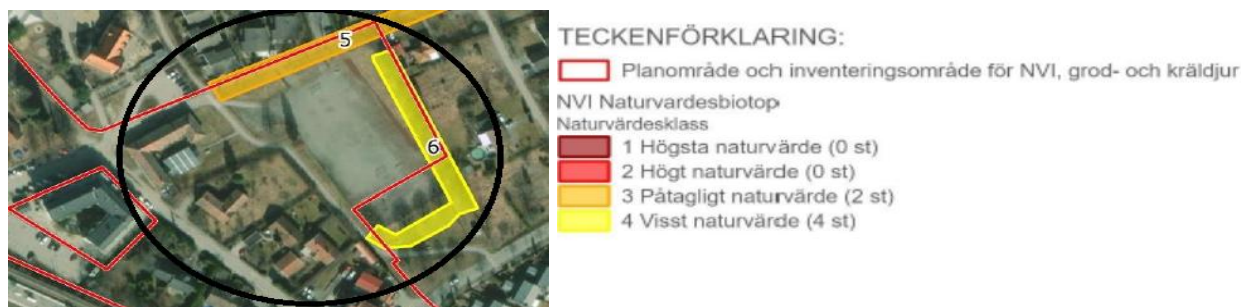 5
6
TECKENFÖRKLARING:
Planområde och inventeringsområde för NVI, grod- och kräldjur
NVI Naturvardesbiotop
Naturvärdesklass
1 Högsta naturvärde (0 st)
2 Högt naturvärde (0 st)
3 Påtagligt naturvärde (2 st)
4 Visst naturvärde (4 st)